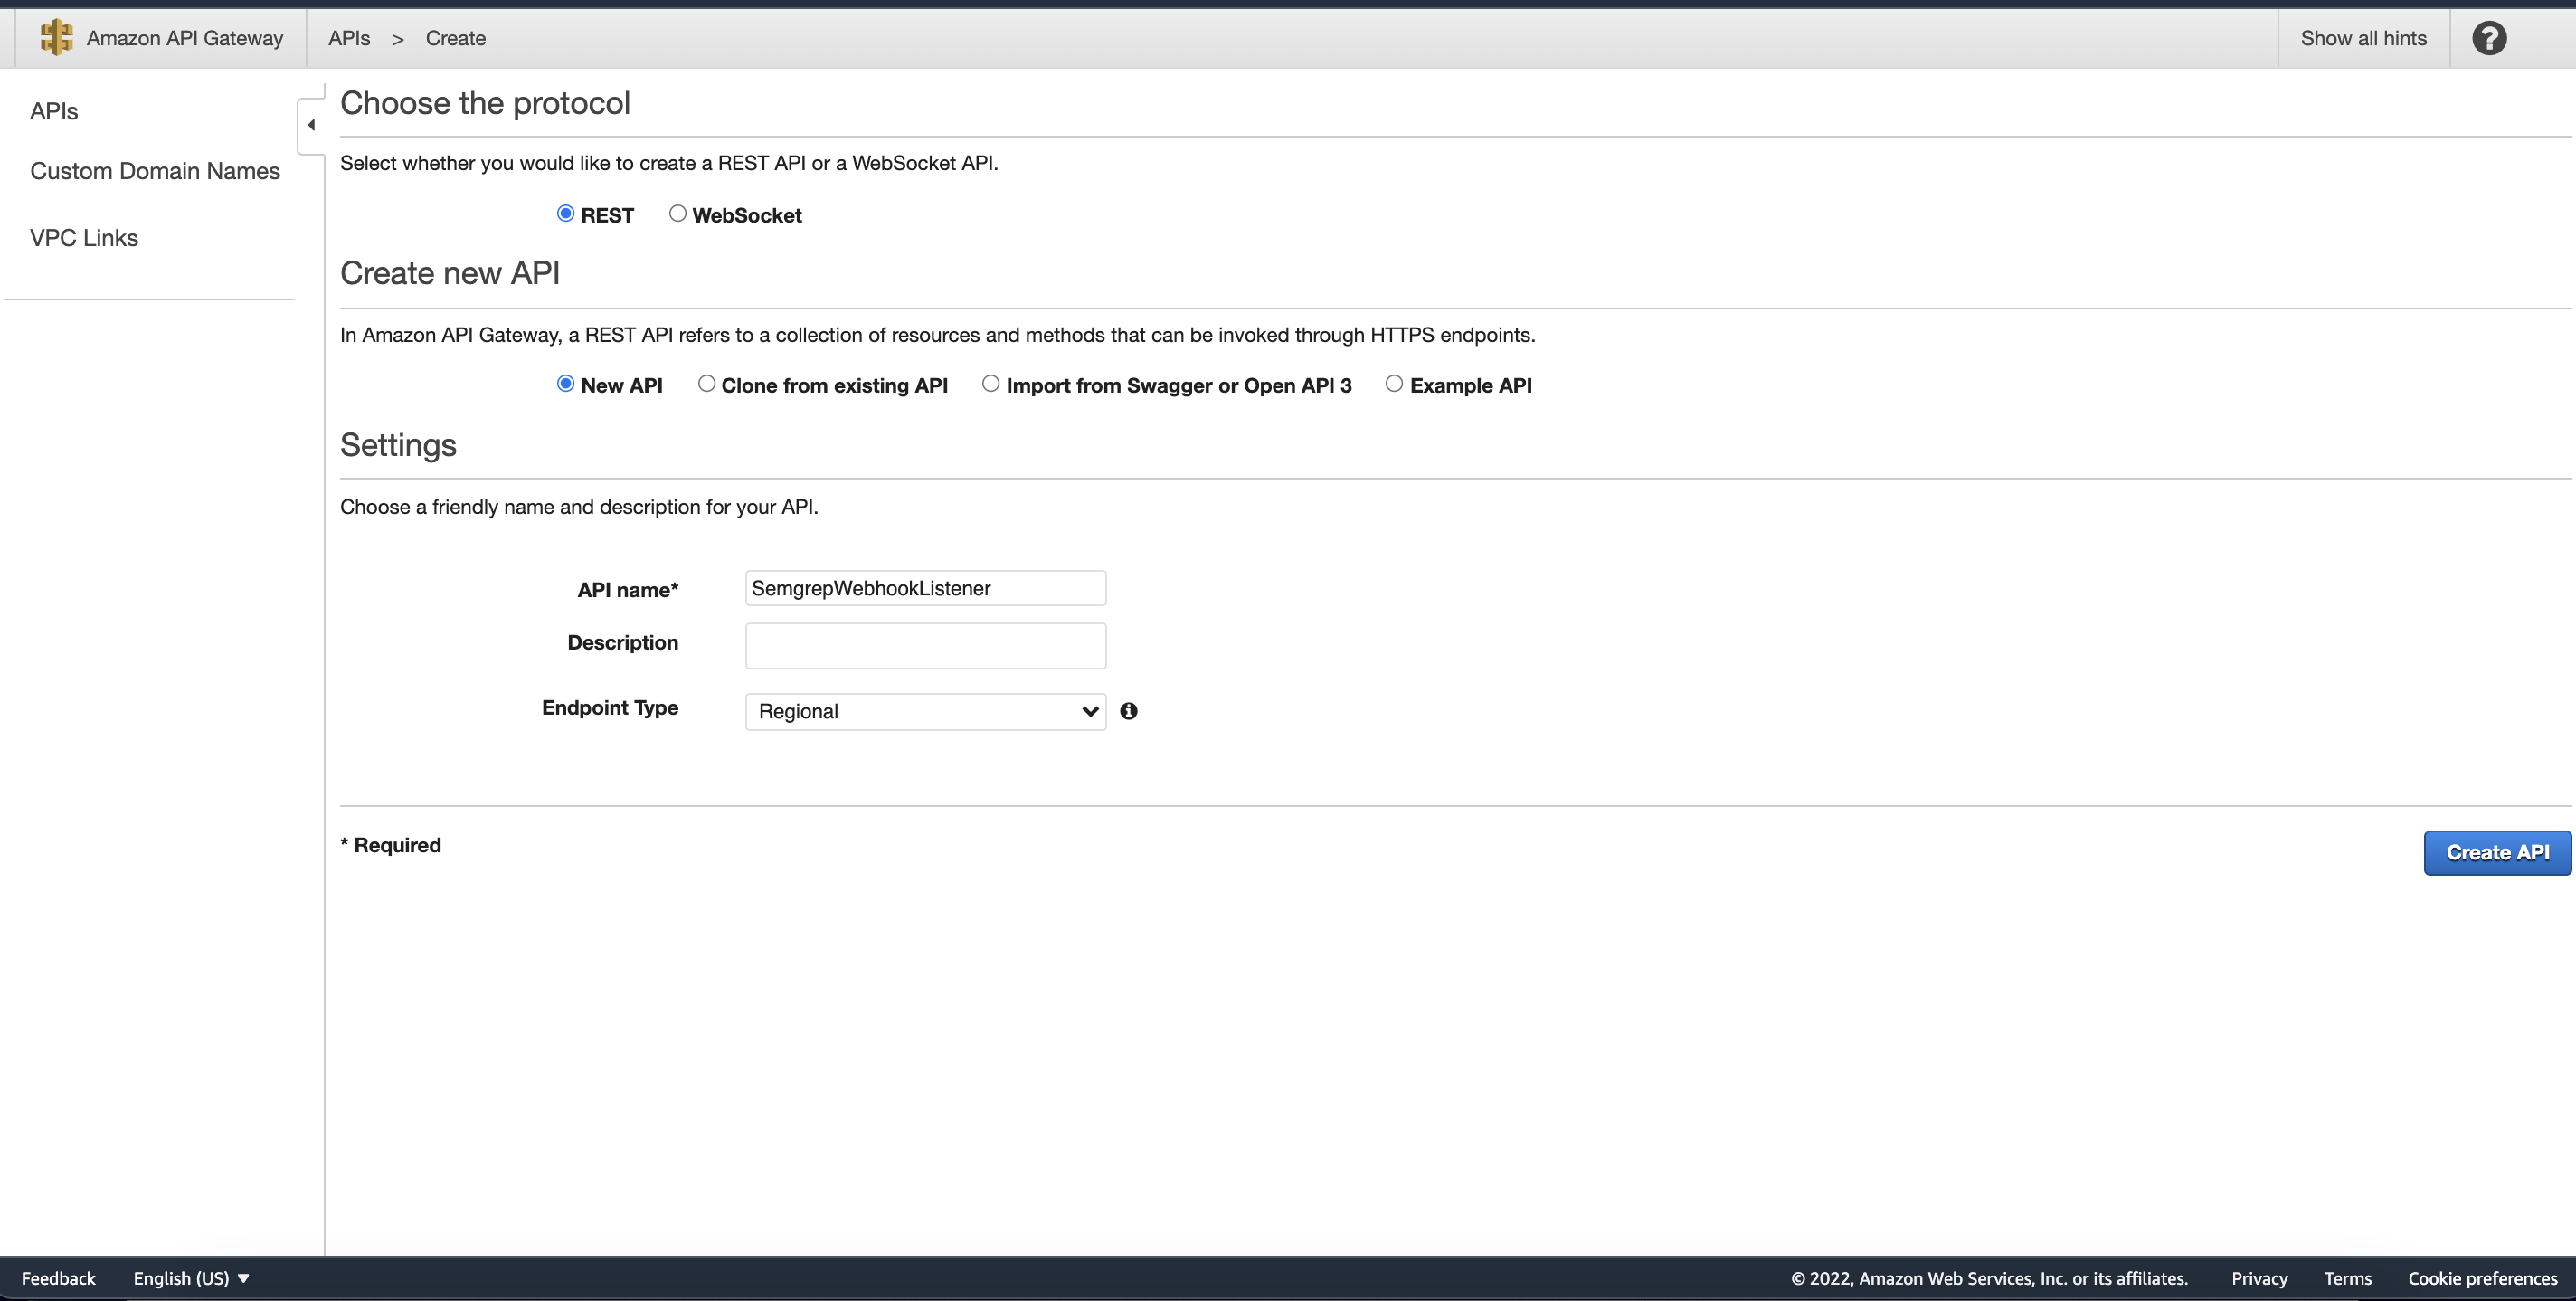 Amazon API Gateway APIs > Create Show all hints ?
APIs
Custom Domain Names
VPC Links
Choose the protocol
Select whether you would like to create a REST API or a WebSocket API.
REST WebSocket
Create new API
In Amazon API Gateway, a REST API refers to a collection of resources and methods that can be invoked through HTTPS endpoints.
New API Clone from existing API Import from Swagger or Open API 3 Example API
Settings
Choose a friendly name and description for your API.
API name* SemgrepWebhookListener
Description
Endpoint Type Regional
* Required Create API
Feedback English (US) © 2022, Amazon Web Services, Inc. or its affiliates. Privacy Terms Cookie preferences